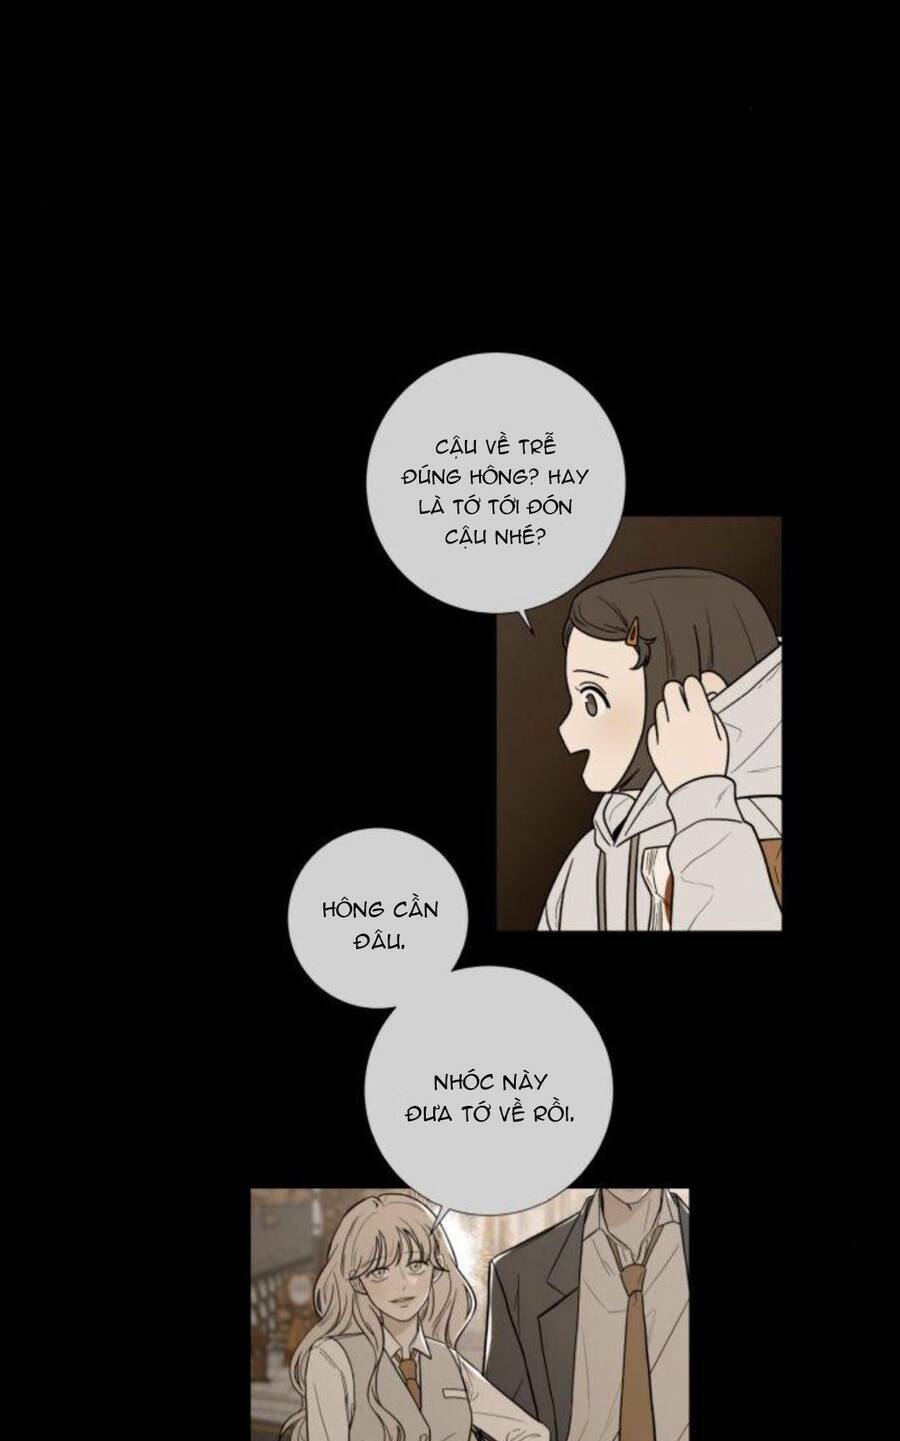 CẬU VỀ TRỄ
ĐÚNG HÔNG? HAY
LÀ TỚ TỚI ĐÓN
CẬU NHÉ?
HÔNG CẦN
ĐÂU.
NHÓC NÀY
ĐƯA TỚ VỀ RỒI.